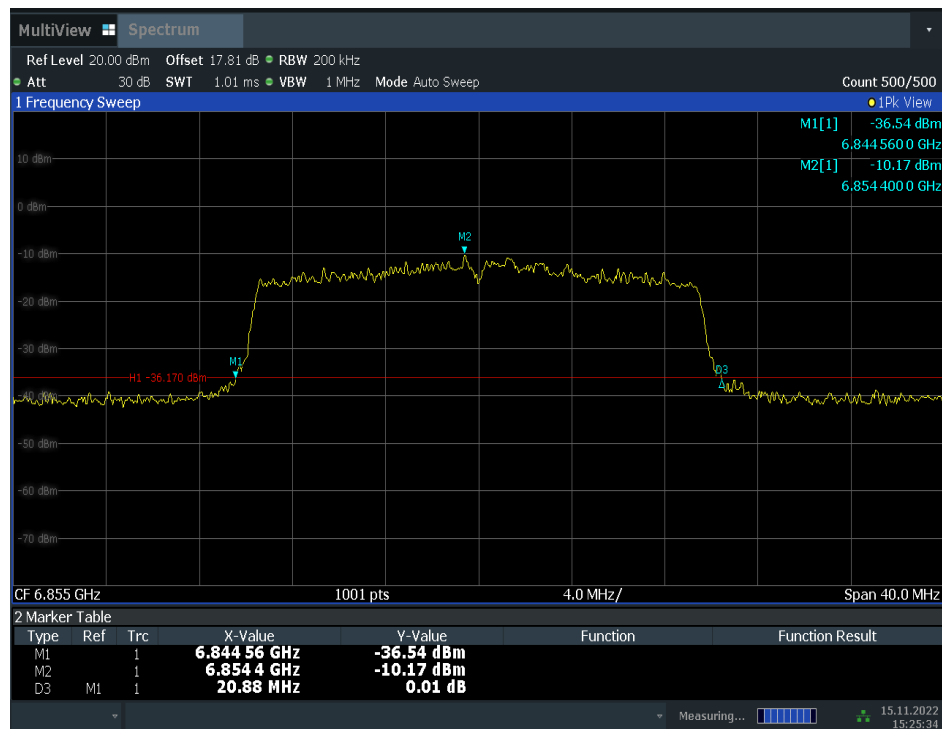 MultiView Spectrum
Ref Level 20.00 dBm Offset 17.81 dB RBW 200 kHz
Att 30 dB SWT 1.01 ms VBW 1 MHz Mode Auto Sweep Count 500/500
1 Frequency Sweep 1Pk View
M1[1] -36.54 dBm
6.8445600 GHz
M2[1] -10.17 dBm
6.8544000 GHz
10 dBm
0 dBm
M2
-10 dBm
-20 dBm
-30 dBm
M1
D3
H1 -36.170 dBm
-40 dBm
-50 dBm
-60 dBm
-70 dBm
CF 6.855 GHz 1001 pts 4.0 MHz/ Span 40.0 MHz
2 Marker Table
Type Ref Trc X-Value Y-Value Function Function Result
M1 1 6.844 56 GHz -36.54 dBm
M2 1 6.854 4 GHz -10.17 dBm
D3 M1 1 20.88 MHz 0.01 dB
Measuring... 15.11.2022
15:25:34